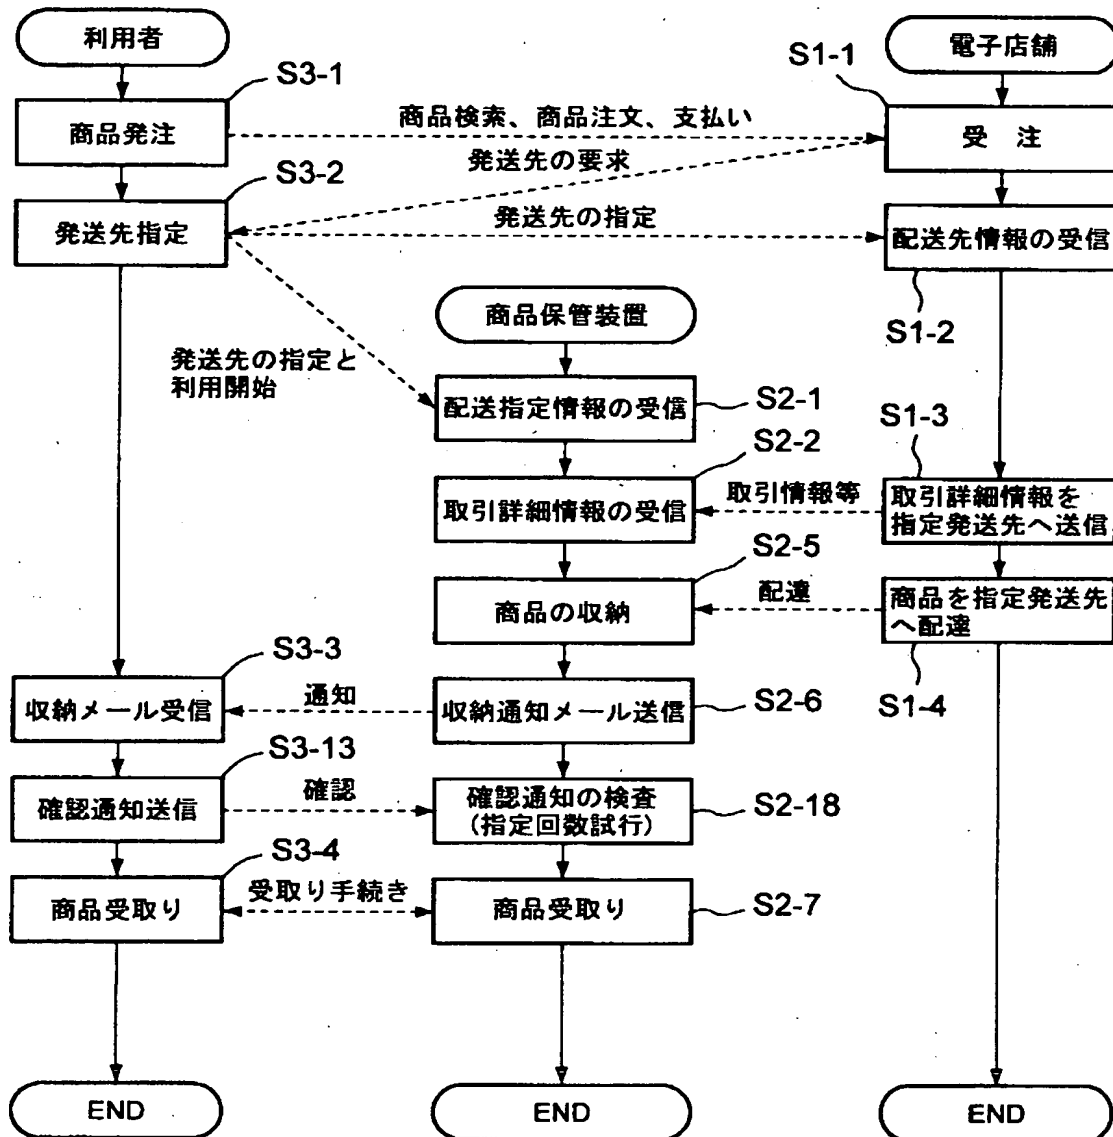 利用者
電子店舗
S3-1
S1-1
商品発注
商品検索、商品注文、支払い
受 注
S3-2
発送先の要求
発送先指定
発送先の指定
配送先情報の受信
S1-2
商品保管装置
発送先の指定と
利用開始
配送指定情報の受信
S2-1
S1-3
S2-2
取引詳細情報の受信
取引情報等
取引詳細情報を
指定発送先へ送信
S2-5
商品の収納
配達
商品を指定発送先
へ配達
S1-4
S3-3
収納メール受信
通知
収納通知メール送信
S2-6
S3-13
確認通知送信
確認
確認通知の検査
(指定回数試行)
S2-18
S3-4
商品受取り
受取り手続き
商品受取り
S2-7
END
END
END